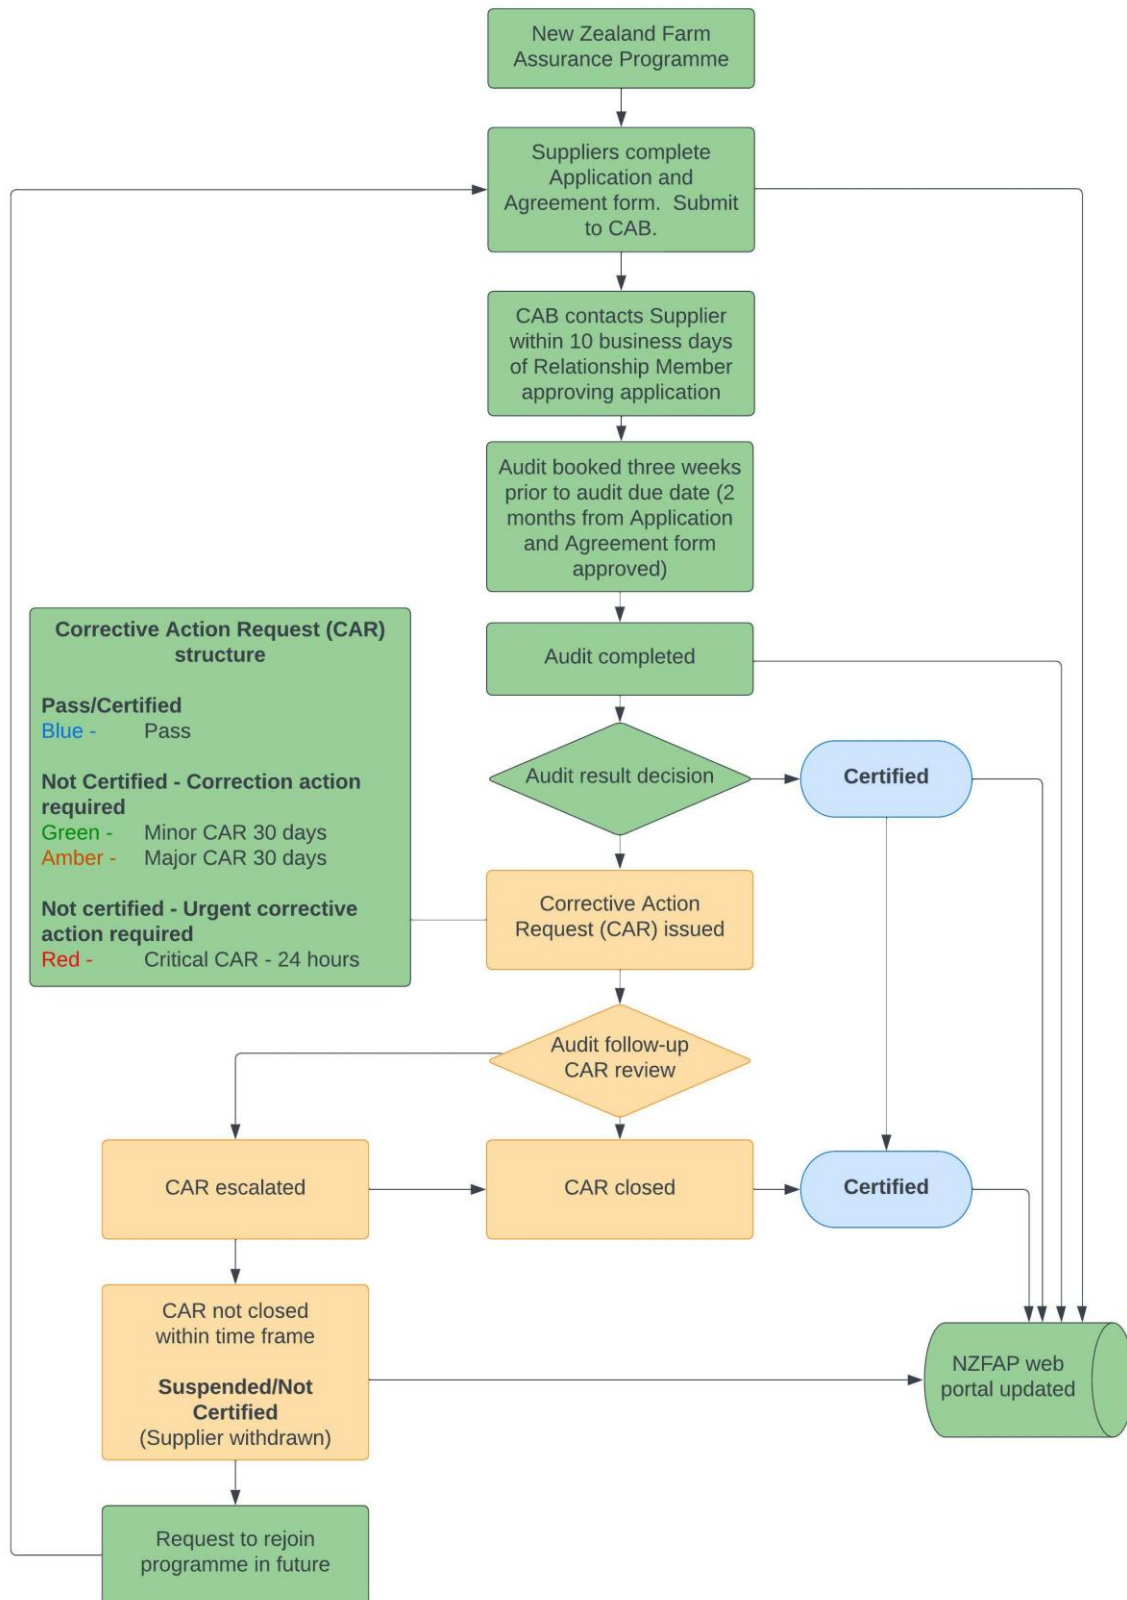 New Zealand Farm
Assurance Programme
Suppliers complete
Application and
Agreement form.  Submit
to CAB.
CAB contacts Supplier
within 10 business days
of Relationship Member
approving application
Audit booked three weeks
prior to audit due date (2
months from Application
and Agreement form
approved)
Audit completed
Audit result decision
Certified
Corrective Action Request (CAR)
structure
Pass/Certified
Blue - Pass
Not Certified - Correction action
required
Green - Minor CAR 30 days
Amber - Major CAR 30 days
Not certified - Urgent corrective
action required
Red - Critical CAR - 24 hours
Corrective Action
Request (CAR) issued
Audit follow-up
CAR review
CAR escalated
CAR closed
Certified
CAR not closed
within time frame
Suspended/Not
Certified
(Supplier withdrawn)
NZFAP web
portal updated
Request to rejoin
programme in future